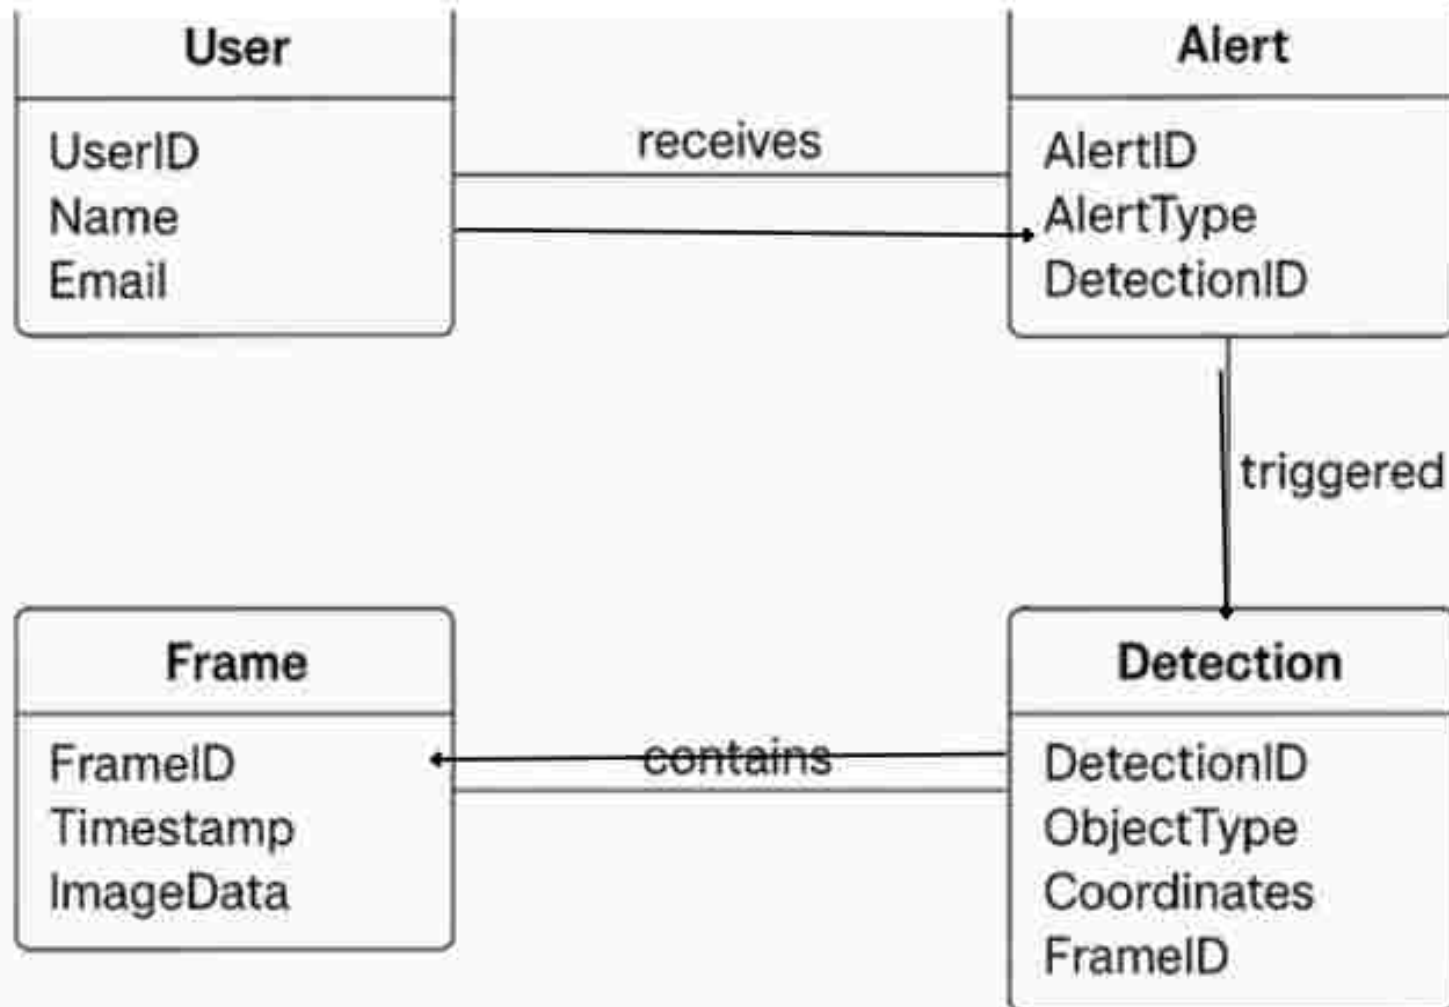 User
UserID
Name
Email
receives
Alert
AlertID
AlertType
DetectionID
triggered
Frame
FrameID
Timestamp
ImageData
contains
Detection
DetectionID
ObjectType
Coordinates
FrameID